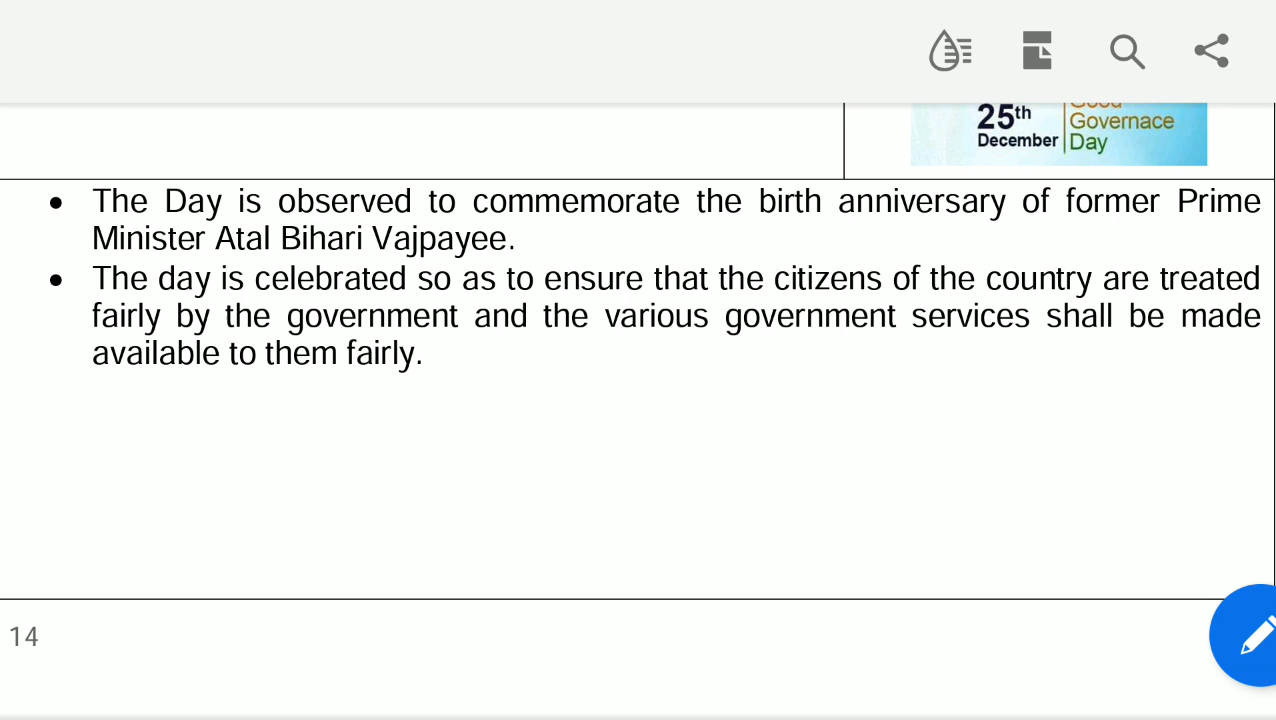 25th
December
Governace
Day
• The Day is observed to commemorate the birth anniversary of former Prime
Minister Atal Bihari Vajpayee.
• The day is celebrated so as to ensure that the citizens of the country are treated
fairly by the government and the various government services shall be made
available to them fairly.
14